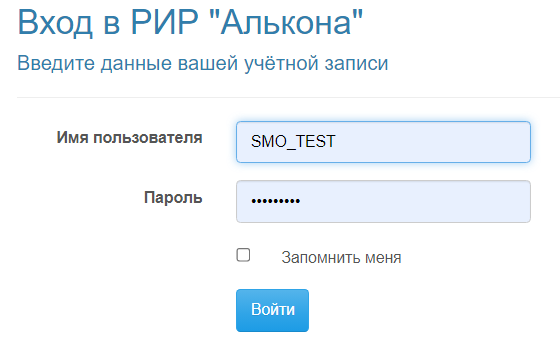 Вход в РИР "Алькона"
Введите данные вашей учётной записи
Имя пользователя SMO_TEST
Пароль •••••••••
Запомнить меня
Войти